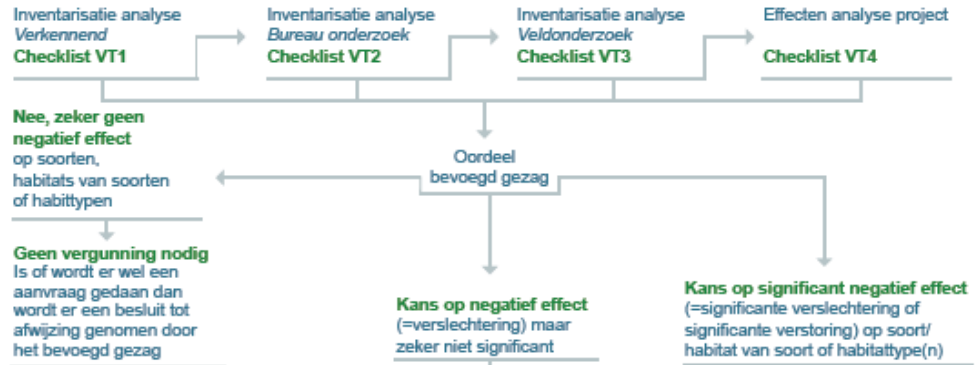 Inventarisatie analyse
Verkennend
Checklist VT1
Inventarisatie analyse
Bureau onderzoek
Checklist VT2
Inventarisatie analyse
Veldonderzoek
Checklist VT3
Effecten analyse project
Checklist VT4
Oordeel
bevoegd gezag
Nee, zeker geen
negatief effect
op soorten,
habitats van soorten
of habittypen
Geen vergunning nodig
Is of wordt er wel een
aanvraag gedaan dan
wordt er een besluit tot
afwijzing genomen door
het bevoegd gezag
Kans op negatief effect
(=verslechtering) maar
zeker niet significant
Kans op significant negatief effect
(=significante verslechtering of
significante verstoring) op soort/
habitat van soort of habitattype(n)